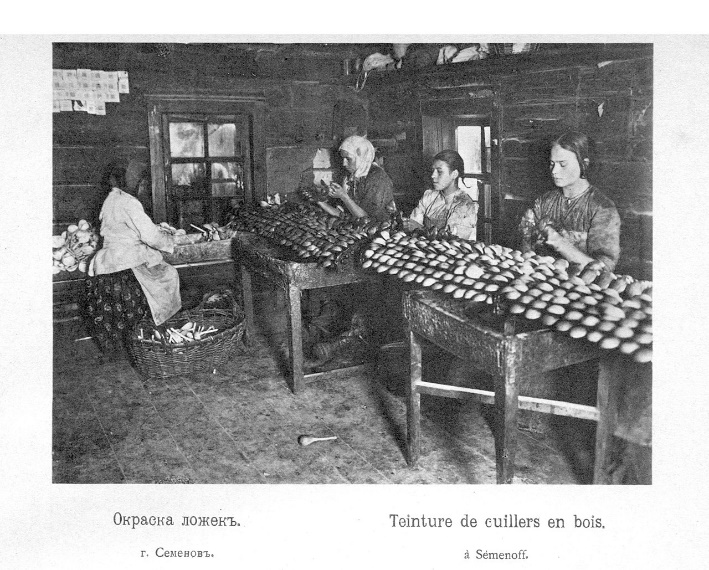 Окраска ложекъ.
г. Семеновъ.
Teinture de cuillers en bois.
á Sémenoff.